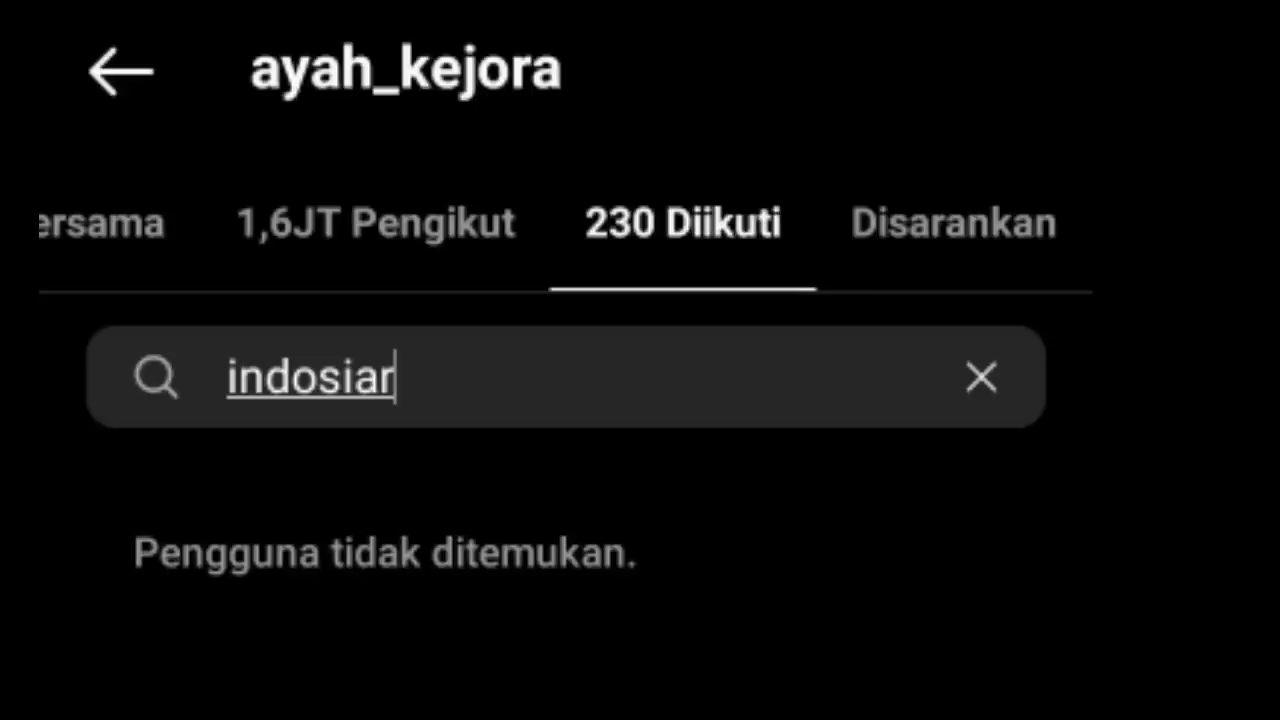 ayah_kejora
ersama 1,6JT Pengikut 230 Diikuti Disarankan
indosiar
Pengguna tidak ditemukan.